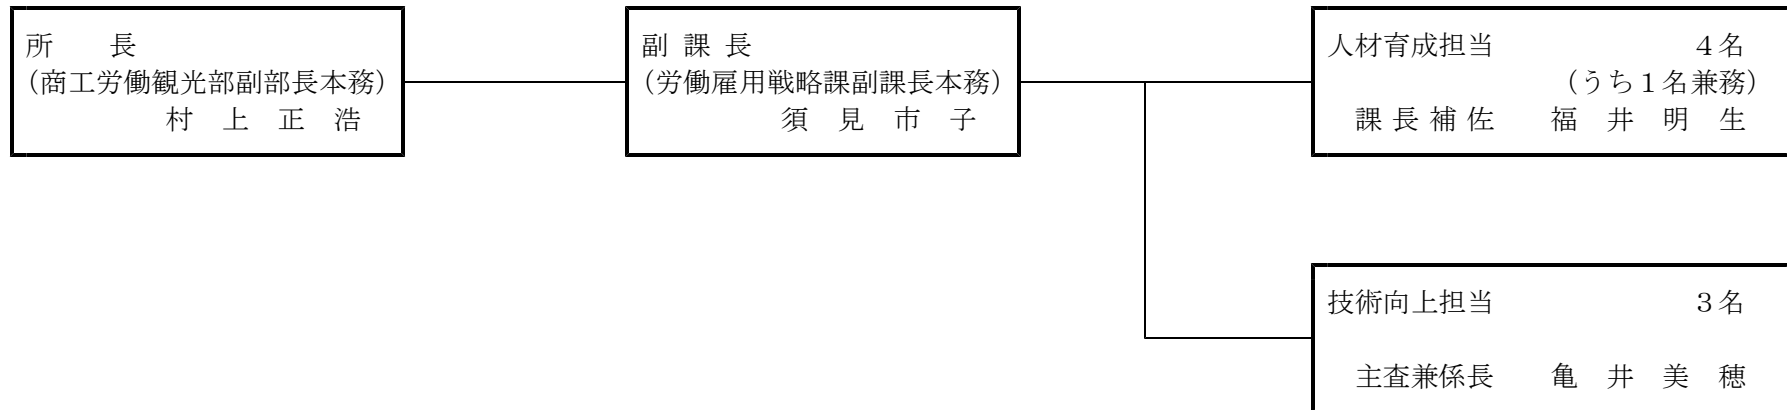 所　　長
(商工労働観光部副部長本務)
村　上　正　浩
副 課 長
(労働雇用戦略課副課長本務)
須　見　市　子
人材育成担当　　　　４名
(うち１名兼務)
課 長 補 佐　　福　井　明　生
技術向上担当　　　　３名
主査兼係長　　亀　井　美　穂